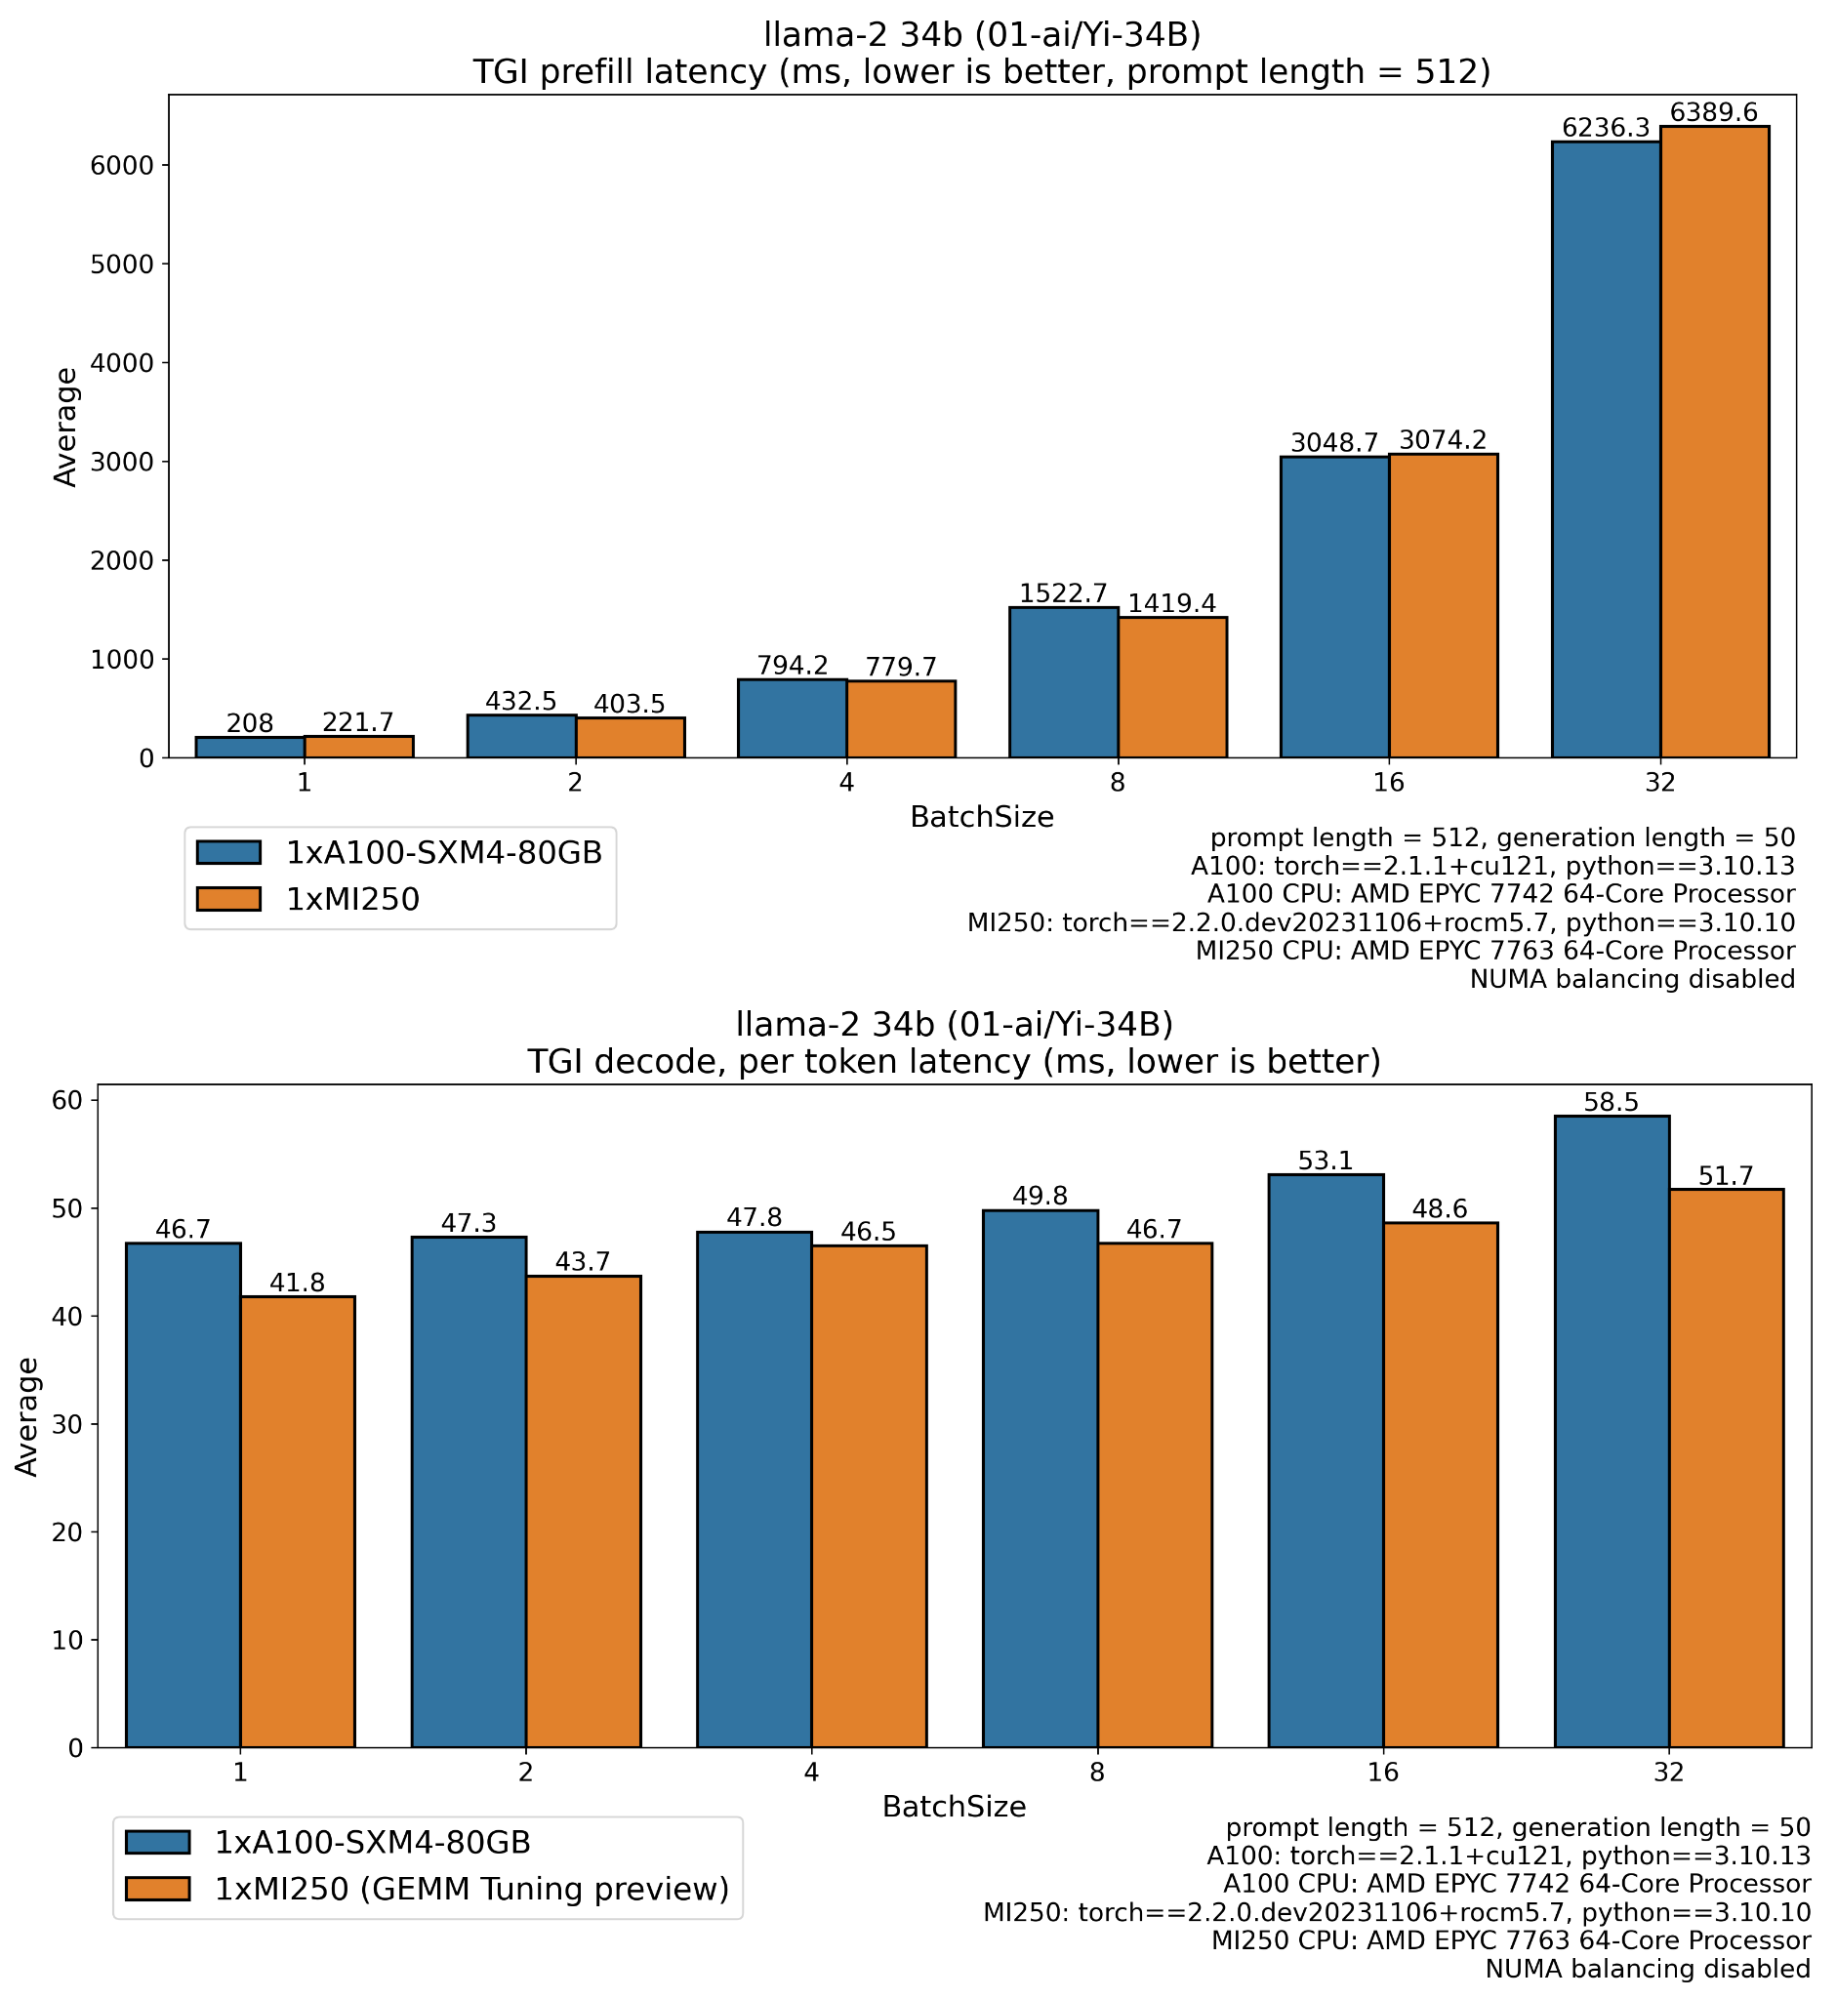 llama-2 34b (01-ai/Yi-34B)
TGI prefill latency (ms, lower is better, prompt length = 512)
Average
6000
5000
4000
3000
2000
1000
0
208
221.7
432.5
403.5
794.2
779.7
1522.7
1419.4
3048.7
3074.2
6236.3
6389.6
1
2
4
8
16
32
BatchSize
1xA100-SXM4-80GB
1xMI250
prompt length = 512, generation length = 50
A100: torch==2.1.1+cu121, python==3.10.13
A100 CPU: AMD EPYC 7742 64-Core Processor
MI250: torch==2.2.0.dev20231106+rocm5.7, python==3.10.10
MI250 CPU: AMD EPYC 7763 64-Core Processor
NUMA balancing disabled
llama-2 34b (01-ai/Yi-34B)
TGI decode, per token latency (ms, lower is better)
Average
60
50
40
30
20
10
0
46.7
41.8
47.3
43.7
47.8
46.5
49.8
46.7
53.1
48.6
58.5
51.7
1
2
4
8
16
32
BatchSize
1xA100-SXM4-80GB
1xMI250 (GEMM Tuning preview)
prompt length = 512, generation length = 50
A100: torch==2.1.1+cu121, python==3.10.13
A100 CPU: AMD EPYC 7742 64-Core Processor
MI250: torch==2.2.0.dev20231106+rocm5.7, python==3.10.10
MI250 CPU: AMD EPYC 7763 64-Core Processor
NUMA balancing disabled